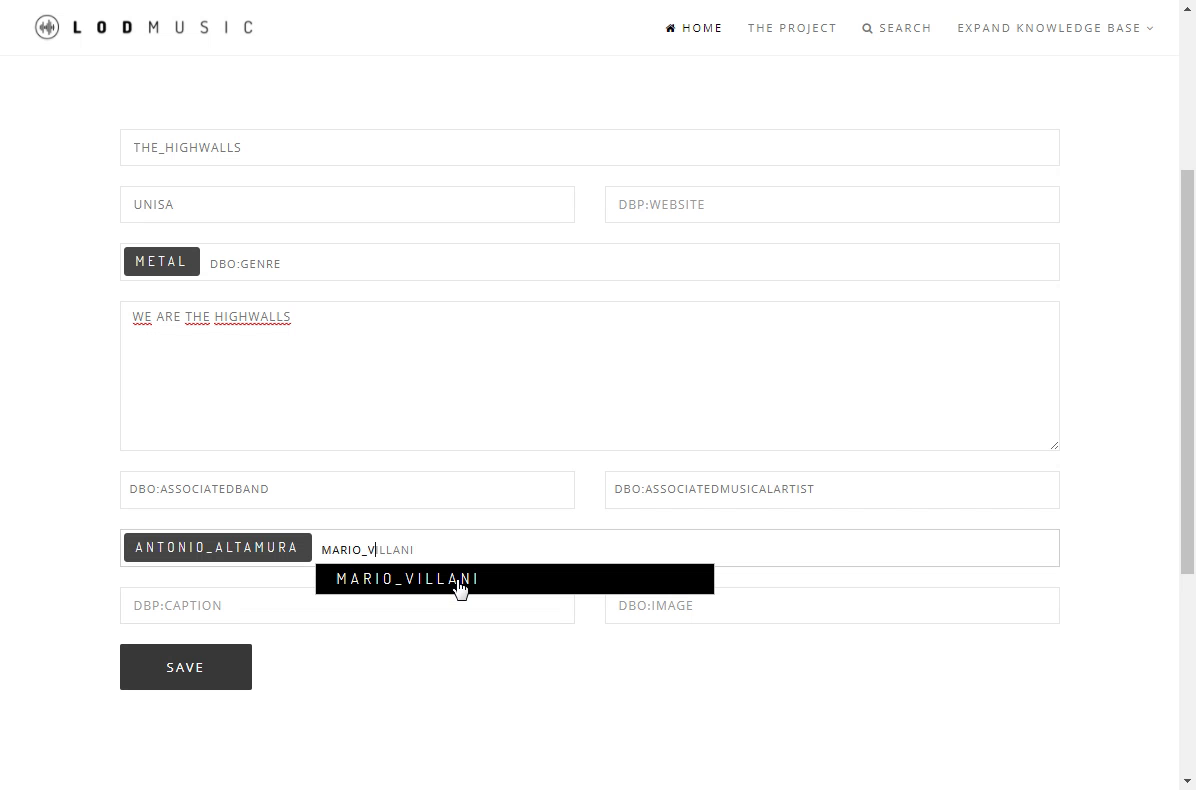 LODMUSIC HOME THE PROJECT SEARCH EXPAND KNOWLEDGE BASE
THE_HIGHWALLS
UNISA DBP:WEBSITE
METAL DBO:GENRE
WE ARE THE HIGHWALLS
DBO:ASSOCIATEDBAND DBO:ASSOCIATEDMUSICALARTIST
ANTONIO_ALTAMURA MARIO_VILLANI
MARIO_VILLANI
DBP:CAPTION DBO:IMAGE
SAVE